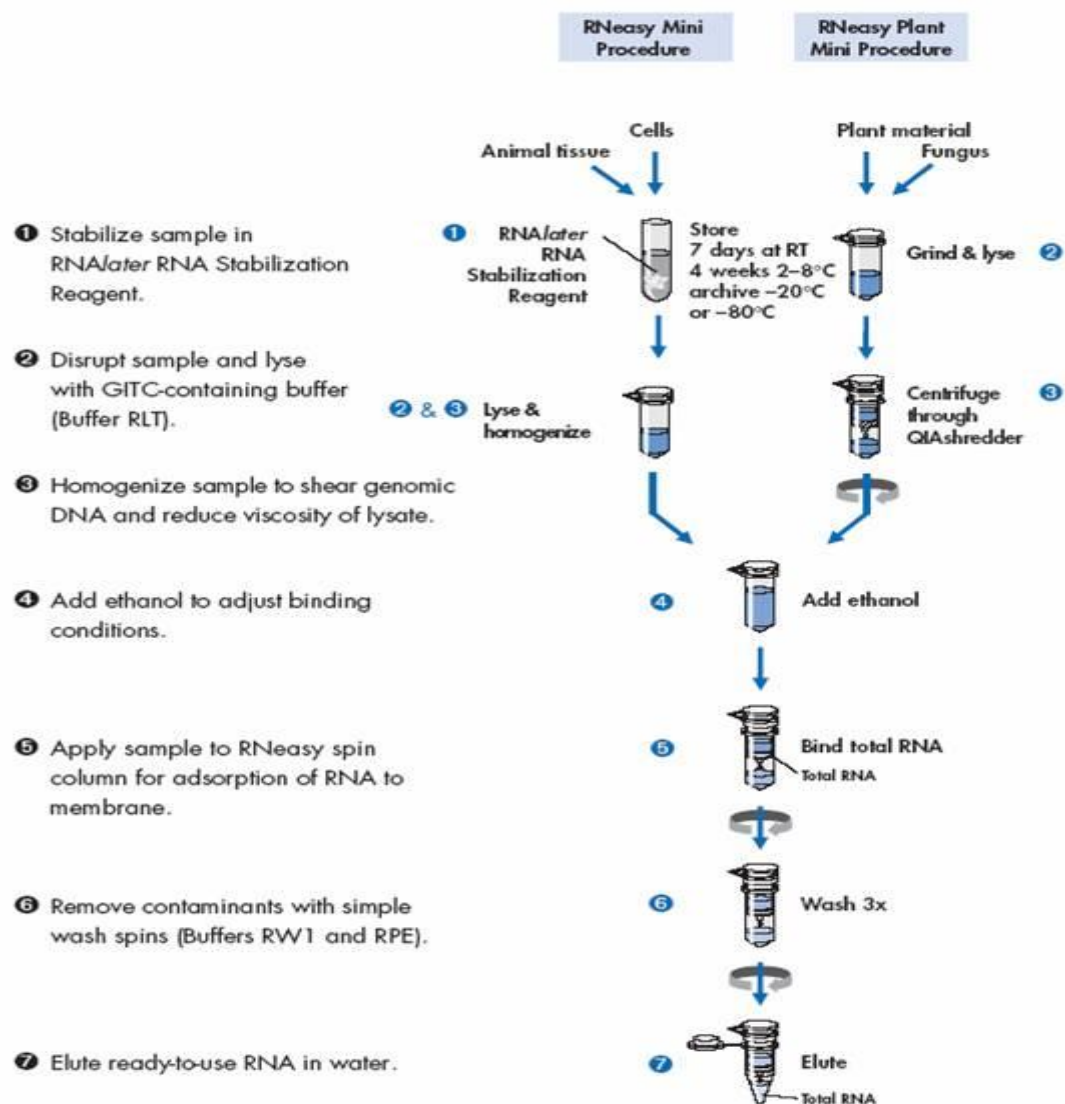 RNeasy Mini
Procedure
RNeasy Plant
Mini Procedure
Cells
Animal tissue
Plant material
Fungus
❶ Stabilize sample in
RNAlater RNA Stabilization
Reagent.
❶ RNAlater
RNA
Stabilization
Reagent
Store
7 days at RT
4 weeks 2–8°C
archive –20°C
or –80°C
Grind & lyse ❷
❷ Disrupt sample and lyse
with GITC-containing buffer
(Buffer RLT).
❷ & ❸ Lyse &
homogenize
Centrifuge ❸
through
QIAshredder
❸ Homogenize sample to shear genomic
DNA and reduce viscosity of lysate.
❹ Add ethanol to adjust binding
conditions.
❹ Add ethanol
❺ Apply sample to RNeasy spin
column for adsorption of RNA to
membrane.
❺ Bind total RNA
Total RNA
❻ Remove contaminants with simple
wash spins (Buffers RW1 and RPE).
❻ Wash 3x
❼ Elute ready-to-use RNA in water.
❼ Elute
Total RNA